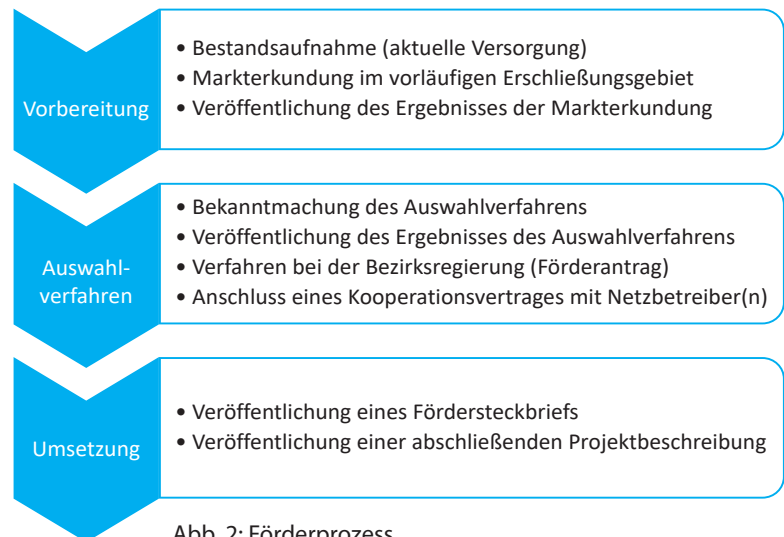 Vorbereitung
• Bestandsaufnahme (aktuelle Versorgung)
• Markterkundung im vorläufigen Erschließungsgebiet
• Veröffentlichung des Ergebnisses der Markterkundung
Auswahl-
verfahren
• Bekanntmachung des Auswahlverfahrens
• Veröffentlichung des Ergebnisses des Auswahlverfahrens
• Verfahren bei der Bezirksregierung (Förderantrag)
• Anschluss eines Kooperationsvertrages mit Netzbetreiber(n)
Umsetzung
• Veröffentlichung eines Fördersteckbriefs
• Veröffentlichung einer abschließenden Projektbeschreibung
Abb. 2: Förderprozess